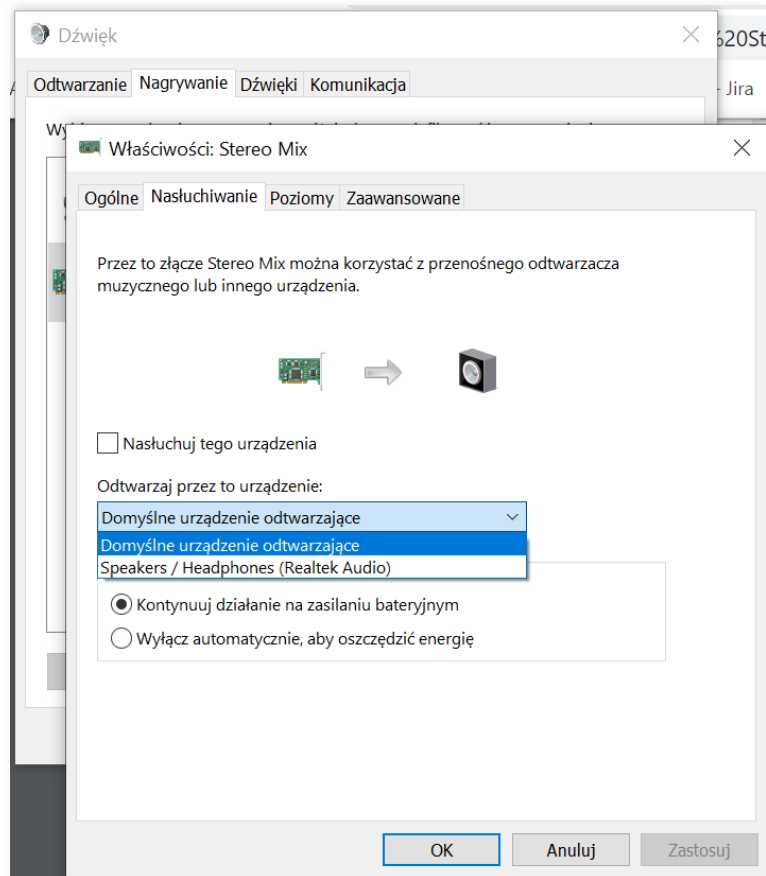 Dźwięk
620St
Odtwarzanie Nagrywanie Dźwięki Komunikacja
Jira
Właściwości: Stereo Mix
Ogólne Nasłuchiwanie Poziomy Zaawansowane
Przez to złącze Stereo Mix można korzystać z przenośnego odtwarzacza
muzycznego lub innego urządzenia.
Nasłuchuj tego urządzenia
Odtwarzaj przez to urządzenie:
Domyślne urządzenie odtwarzające
Domyślne urządzenie odtwarzające
Speakers / Headphones (Realtek Audio)
Kontynuuj działanie na zasilaniu bateryjnym
Wyłącz automatycznie, aby oszczędzić energię
OK Anuluj Zastosuj